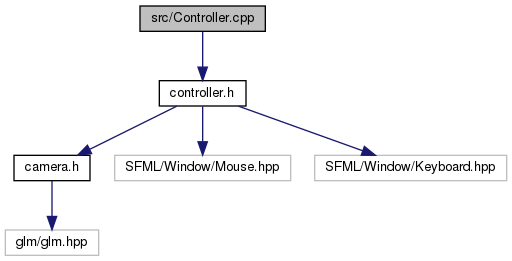 src/Controller.cpp
controller.h
camera.h
SFML/Window/Mouse.hpp
SFML/Window/Keyboard.hpp
glm/glm.hpp